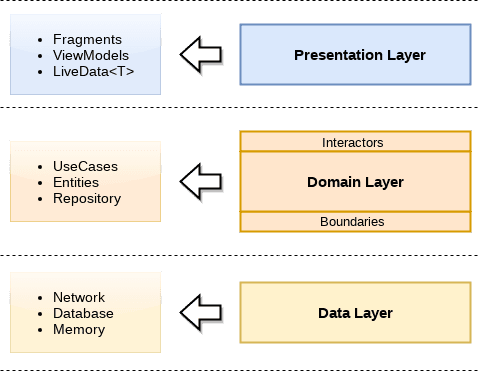 • Fragments
• ViewModels
• LiveData<T>
Presentation Layer
• UseCases
• Entities
• Repository
Interactors
Domain Layer
Boundaries
• Network
• Database
• Memory
Data Layer